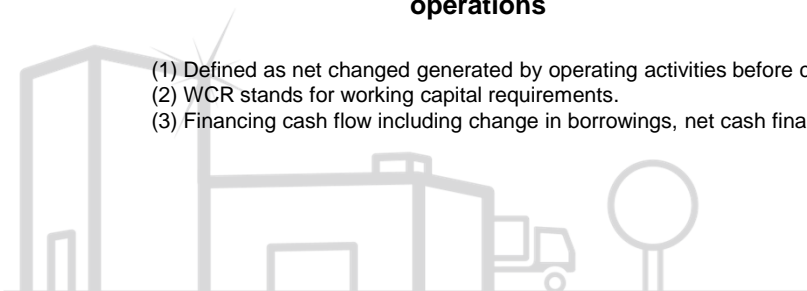 operations
(1) Defined as net changed generated by operating activities before
(2) WCR stands for working capital requirements.
(3) Financing cash flow including change in borrowings, net cash